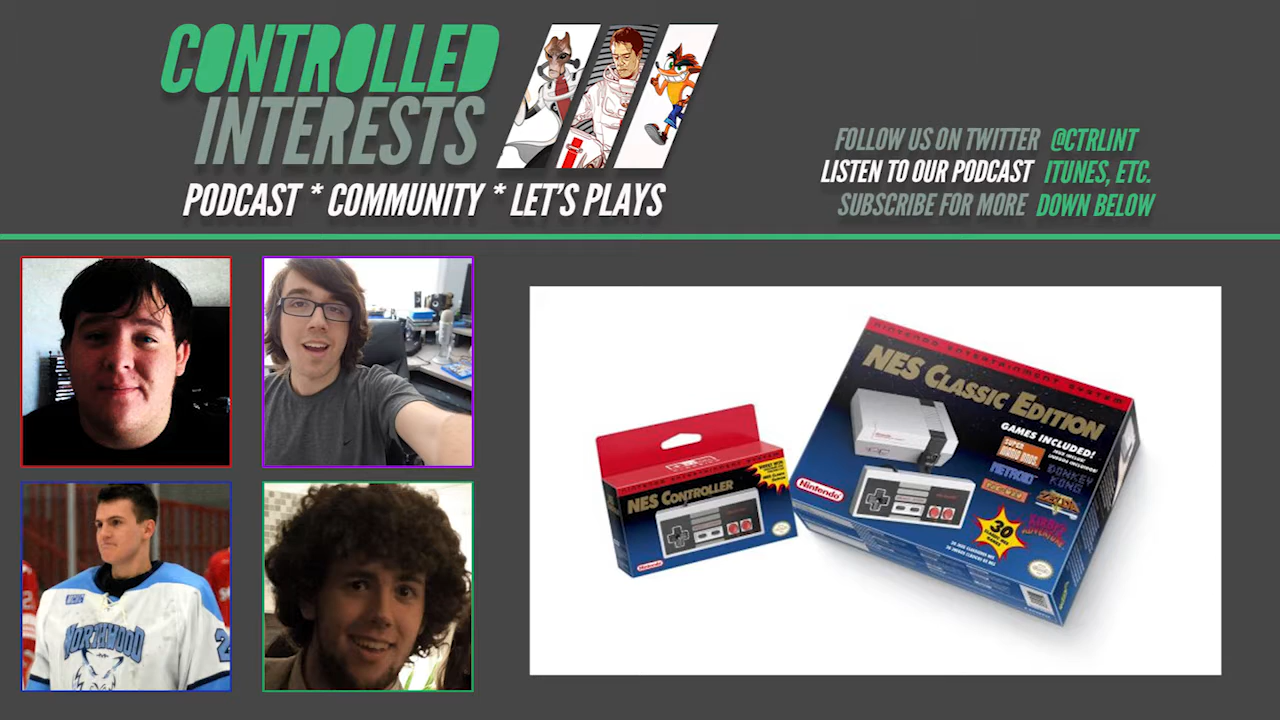 CONTROLLED
INTERESTS
PODCAST * COMMUNITY * LET'S PLAYS
FOLLOW US ON TWITTER @CTRLINT
LISTEN TO OUR PODCAST ITUNES, ETC.
SUBSCRIBE FOR MORE DOWN BELOW
NORTHWOOD
2
NES CONTROLLER
Nintendo
NINTENDO ENTERTAINMENT SYSTEM
NES CLASSIC EDITION
GAMES INCLUDED!
SUPER
MARIO BROS.
METROID
DONKEY
KONG
ZELDA
KIRBY'S
ADVENTURE
30
Nintendo